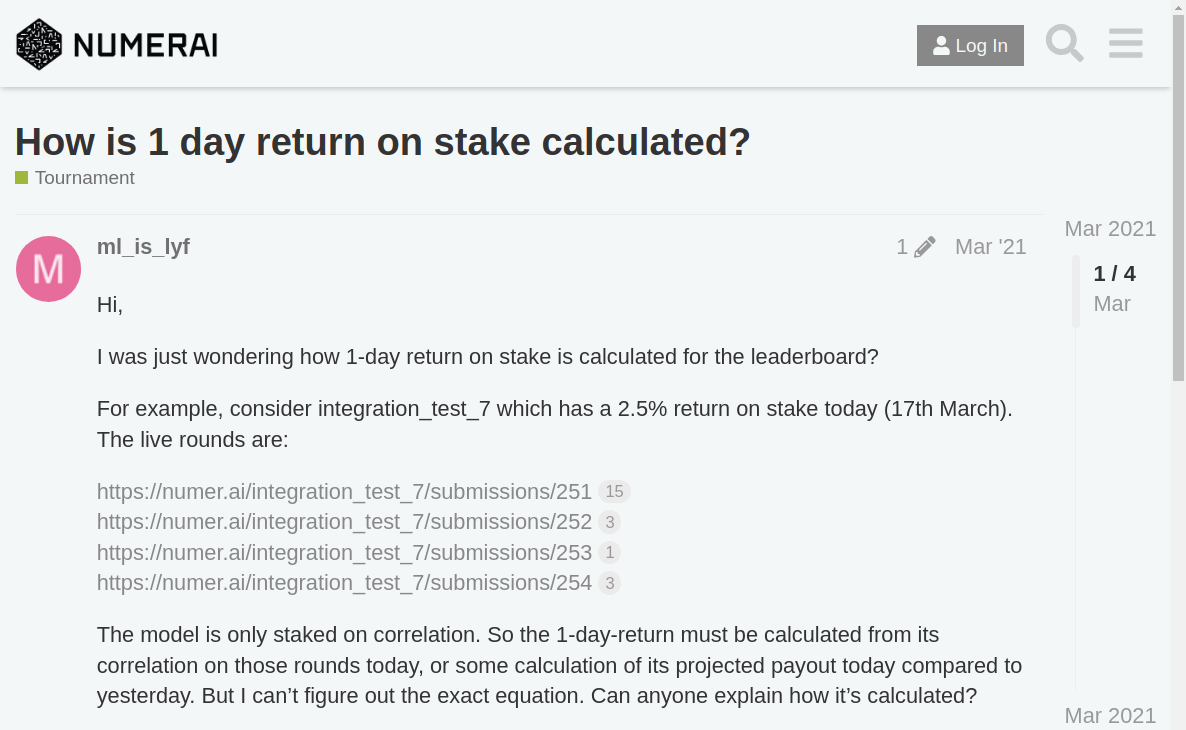 NUMERAI
Log In
How is 1 day return on stake calculated?
Tournament
Mar 2021
M
ml_is_lyf
1
Mar '21
1 / 4
Mar
Hi,
I was just wondering how 1-day return on stake is calculated for the leaderboard?
For example, consider integration_test_7 which has a 2.5% return on stake today (17th March).
The live rounds are:
https://numer.ai/integration_test_7/submissions/251 15
https://numer.ai/integration_test_7/submissions/252 3
https://numer.ai/integration_test_7/submissions/253 1
https://numer.ai/integration_test_7/submissions/254 3
The model is only staked on correlation. So the 1-day-return must be calculated from its
correlation on those rounds today, or some calculation of its projected payout today compared to
yesterday. But I can’t figure out the exact equation. Can anyone explain how it’s calculated?
Mar 2021